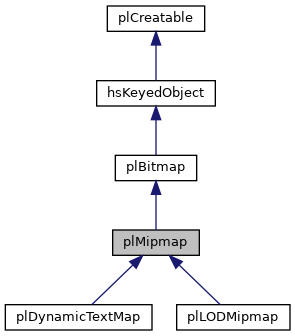 plCreatable
hsKeyedObject
plBitmap
plMipmap
plDynamicTextMap
plLODMipmap